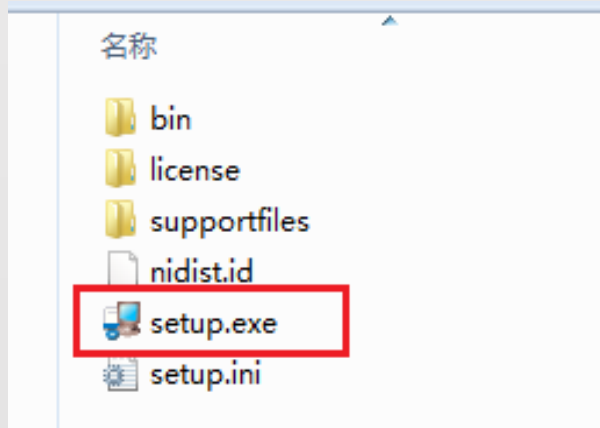 名称
bin
license
supportfiles
nidist.id
setup.exe
setup.ini